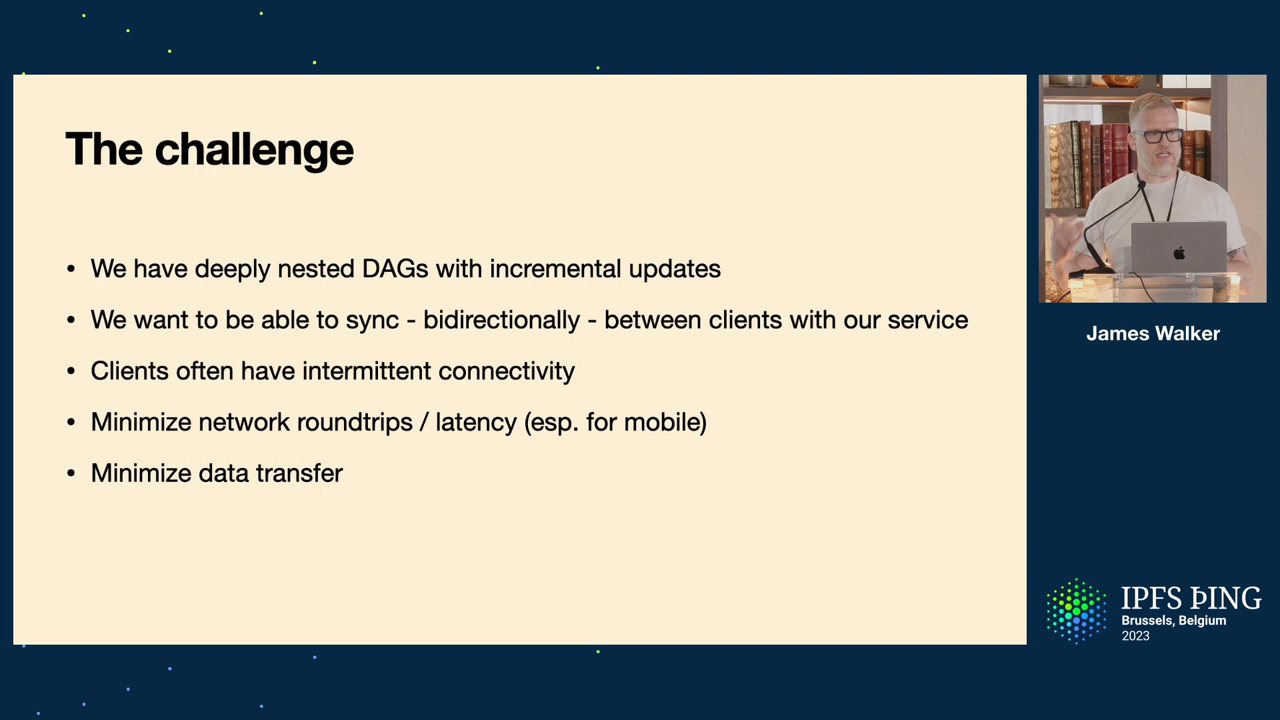 The challenge
• We have deeply nested DAGs with incremental updates
• We want to be able to sync - bidirectionally - between clients with our service
• Clients often have intermittent connectivity
• Minimize network roundtrips / latency (esp. for mobile)
• Minimize data transfer
James Walker
IPFS ÞING
Brussels, Belgium
2023